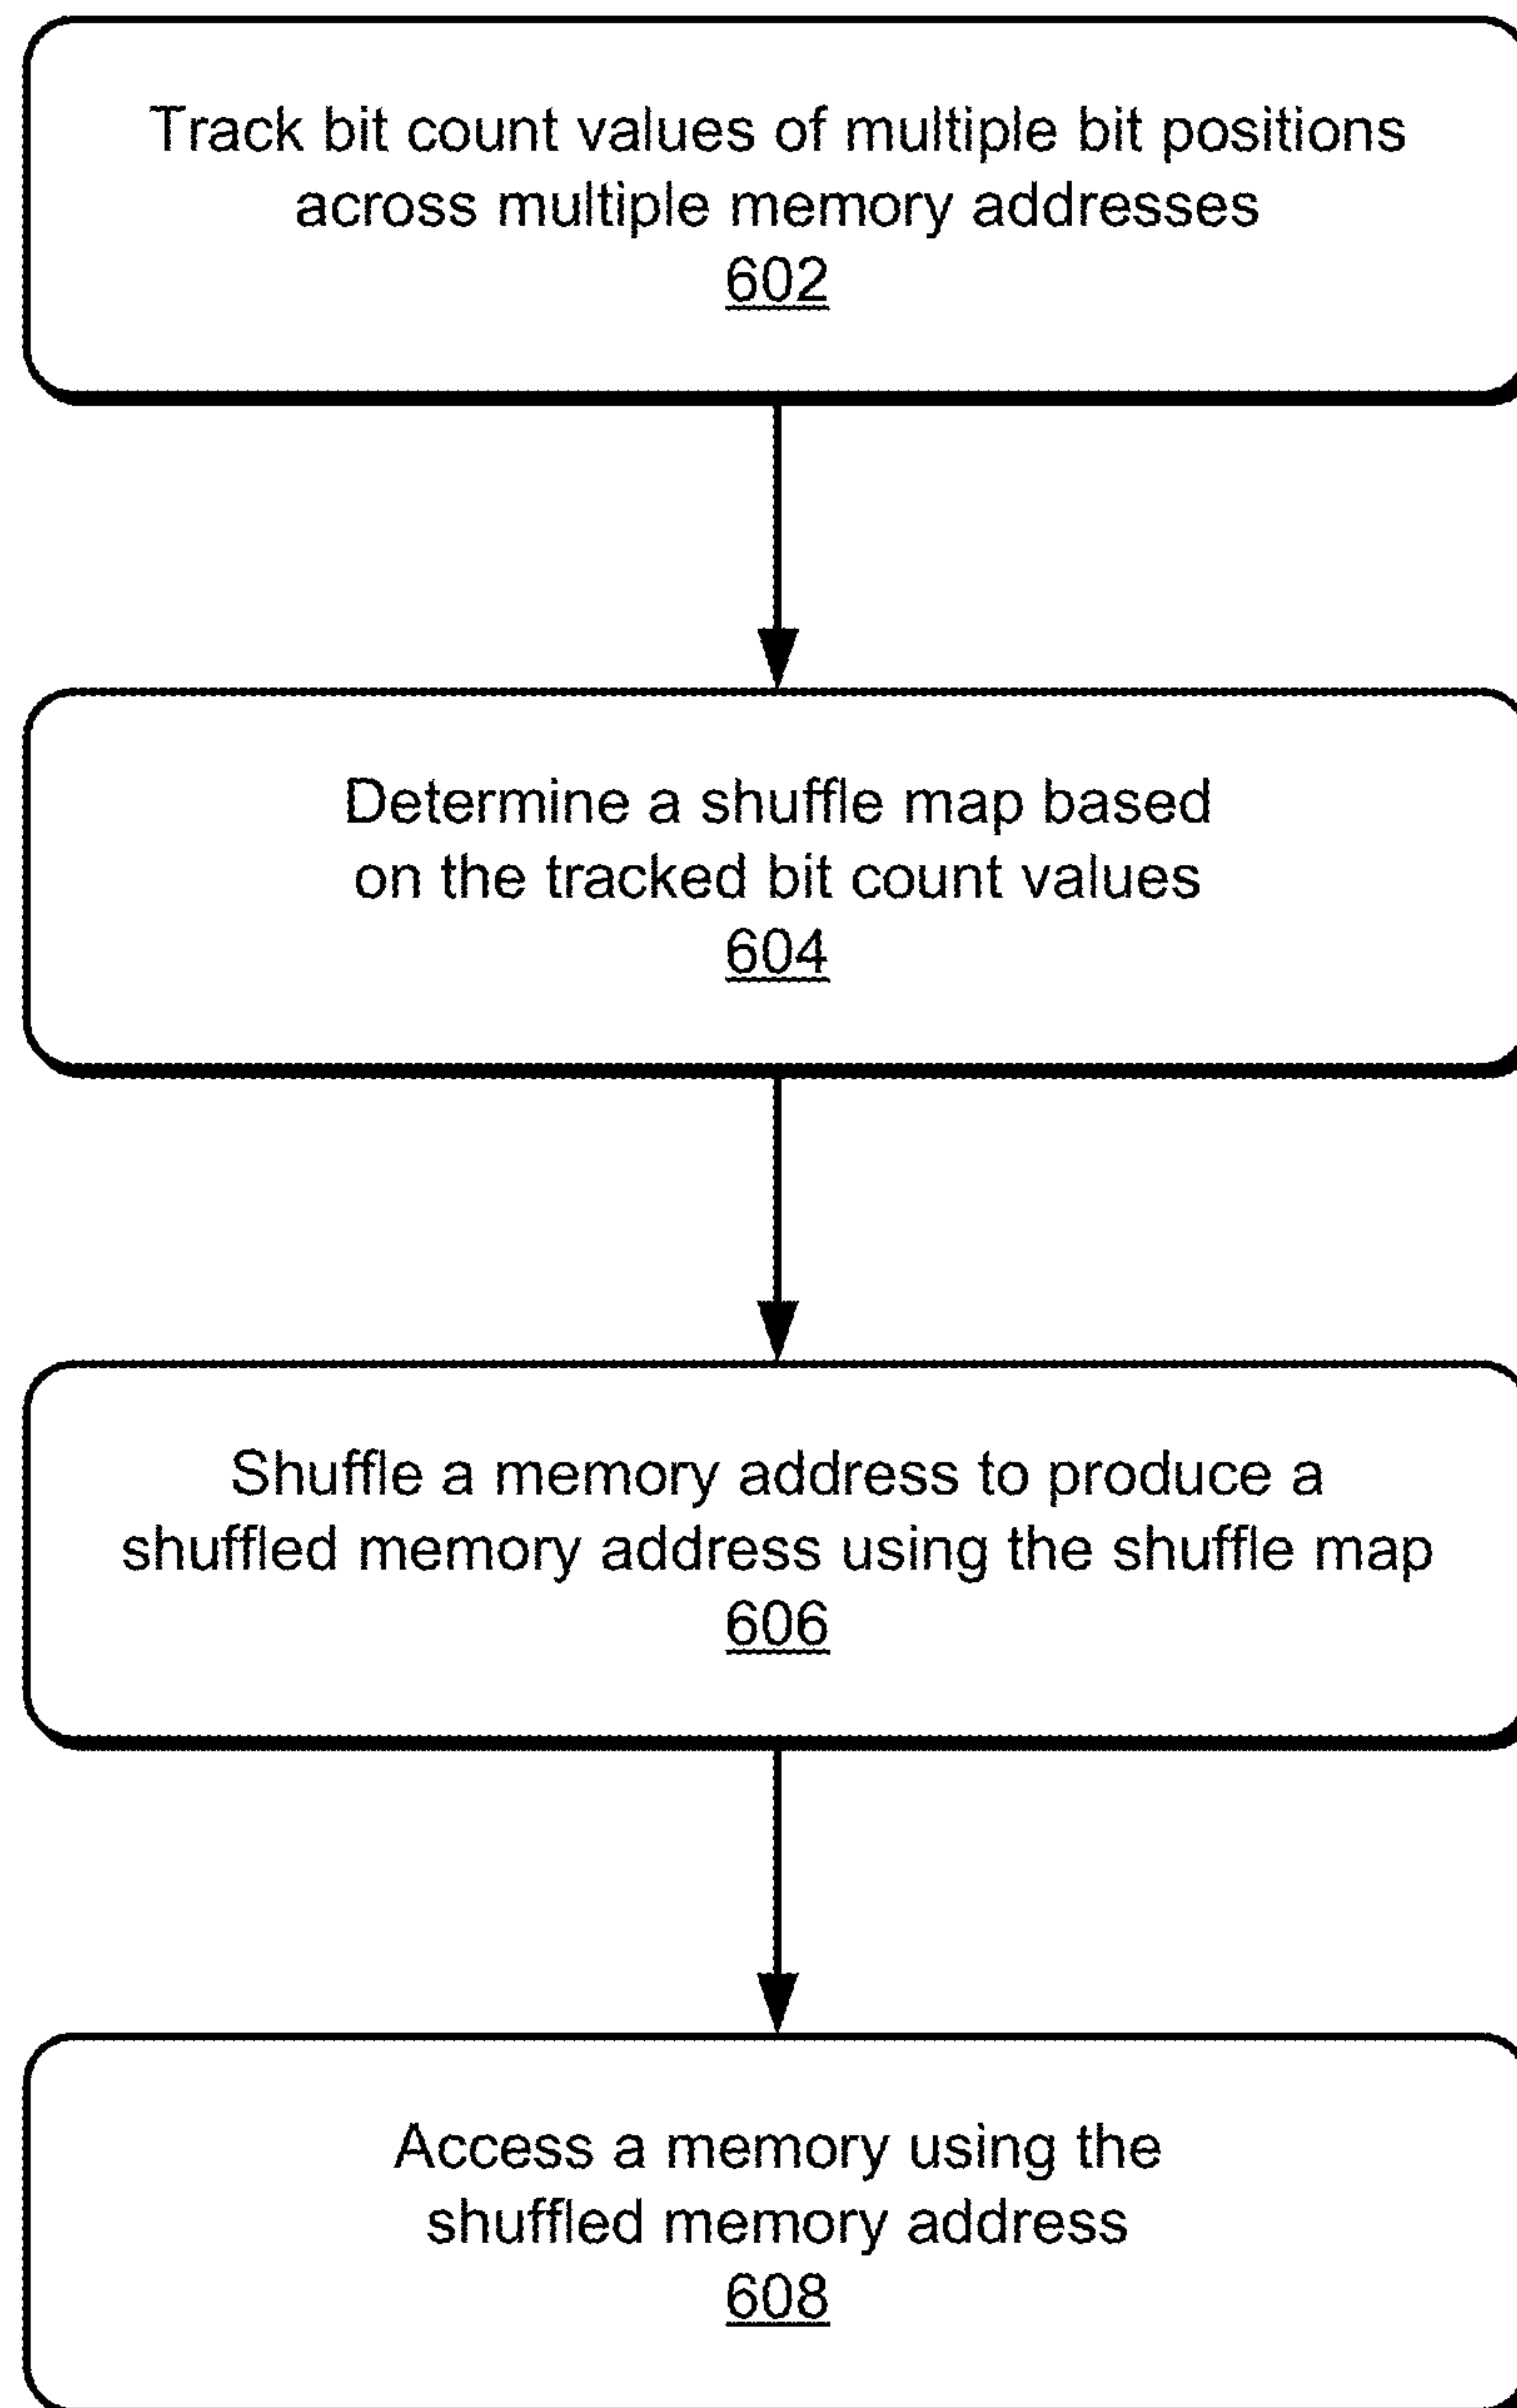 Track bit count values of multiple bit positions
across multiple memory addresses
602
Determine a shuffle map based
on the tracked bit count values
604
Shuffle a memory address to produce a
shuffled memory address using the shuffle map
606
Access a memory using the
shuffled memory address
608